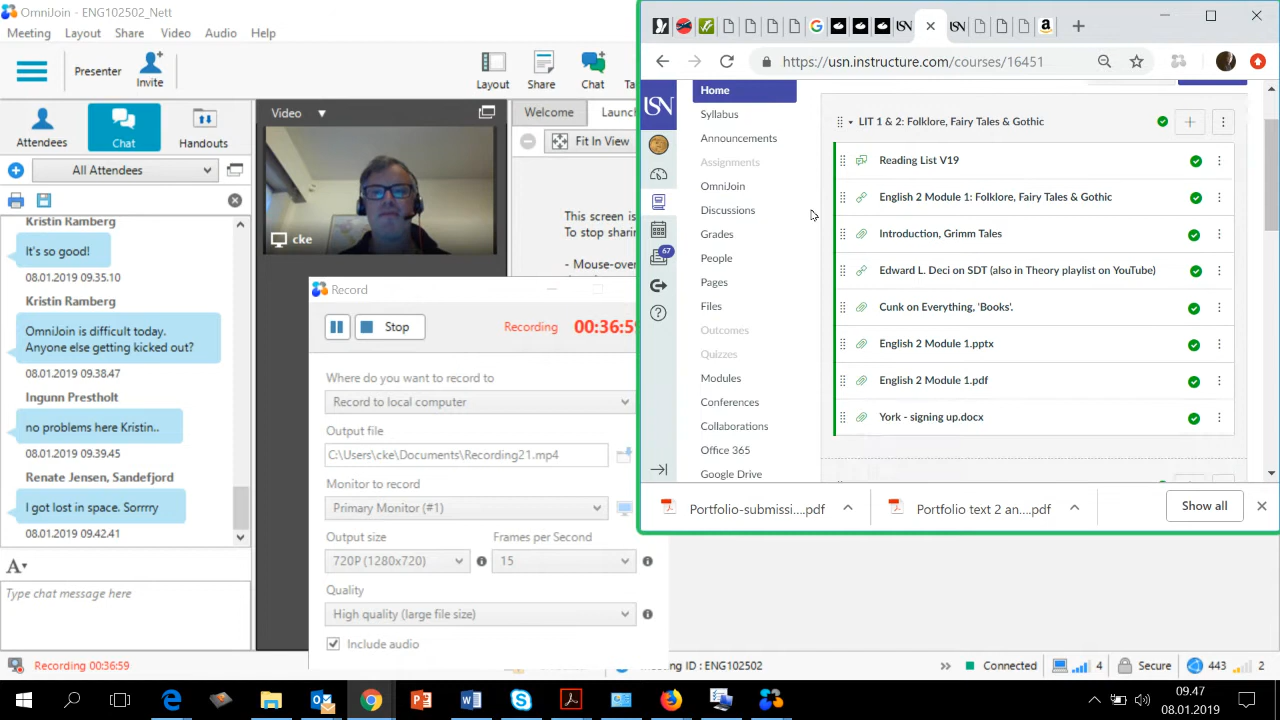 OmniJoin - ENG102502_Nett
Meeting Layout Share Video Audio Help
Presenter
Invite
Layout
Share
Chat
Attendees
Chat
Handouts
All Attendees
Kristin Ramberg
It's so good!
08.01.2019 09.35.10
Kristin Ramberg
OmniJoin is difficult today.
Anyone else getting kicked out?
08.01.2019 09.38.47
Ingunn Prestholt
no problems here Kristin..
08.01.2019 09.39.45
Renate Jensen, Sandefjord
I got lost in space. Sorrrry
08.01.2019 09.42.41
A
Type chat message here
Recording 00:36:59
Video
cke
Welcome
Fit In View
This screen is
To stop sharin
- Mouse-over
Record
Stop
Recording
00:36:59
Where do you want to record to
Record to local computer
Output file
C:\Users\cke\Documents\Recording21.mp4
Monitor to record
Primary Monitor (#1)
Output size
Frames per Second
720P (1280x720)
15
Quality
High quality (large file size)
Include audio
ID : ENG102502
Connected
4
Secure
443
2
https://usn.instructure.com/courses/16451
USN
67
Home
Syllabus
Announcements
Assignments
OmniJoin
Discussions
Grades
People
Pages
Files
Outcomes
Quizzes
Modules
Conferences
Collaborations
Office 365
Google Drive
LIT 1 & 2: Folklore, Fairy Tales & Gothic
Reading List V19
English 2 Module 1: Folklore, Fairy Tales & Gothic
Introduction, Grimm Tales
Edward L. Deci on SDT (also in Theory playlist on YouTube)
Cunk on Everything, 'Books'.
English 2 Module 1.pptx
English 2 Module 1.pdf
York - signing up.docx
Portfolio-submissi....pdf
Portfolio text 2 an....pdf
Show all
09.47
08.01.2019